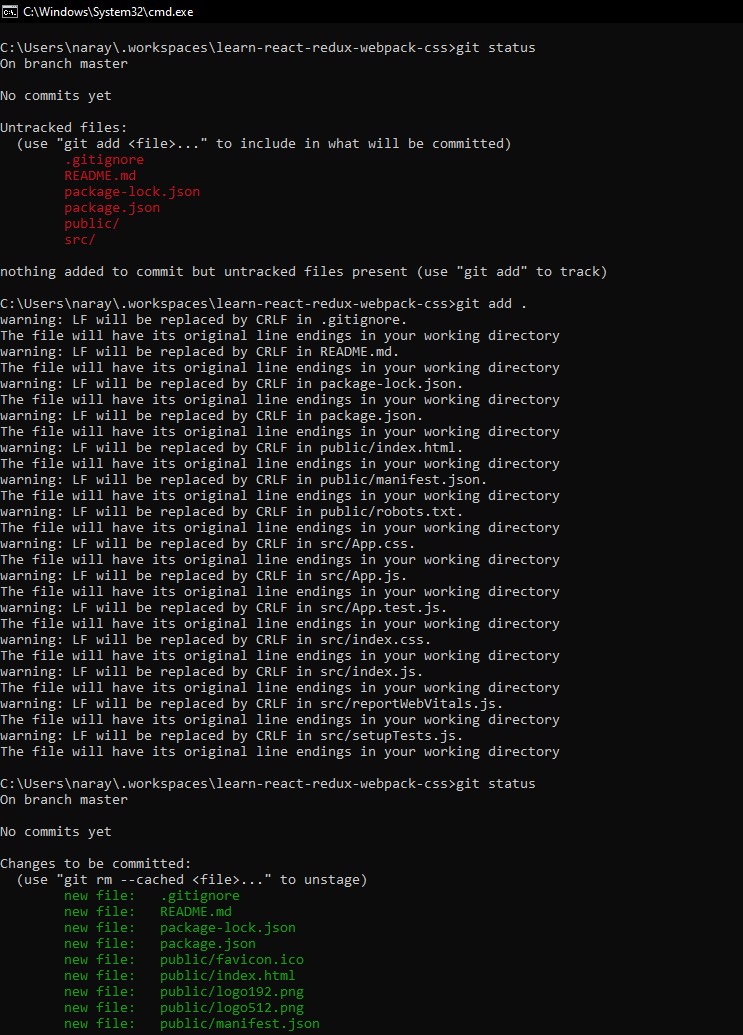 C:\Windows\System32\cmd.exe
C:\Users\naray\.workspaces\learn-react-redux-webpack-css>git status
On branch master
No commits yet
Untracked files:
(use "git add <file>..." to include in what will be committed)
.gitignore
README.md
package-lock.json
package.json
public/
src/
nothing added to commit but untracked files present (use "git add" to track)
C:\Users\naray\.workspaces\learn-react-redux-webpack-css>git add .
warning: LF will be replaced by CRLF in .gitignore.
The file will have its original line endings in your working directory
warning: LF will be replaced by CRLF in README.md.
The file will have its original line endings in your working directory
warning: LF will be replaced by CRLF in package-lock.json.
The file will have its original line endings in your working directory
warning: LF will be replaced by CRLF in package.json.
The file will have its original line endings in your working directory
warning: LF will be replaced by CRLF in public/index.html.
The file will have its original line endings in your working directory
warning: LF will be replaced by CRLF in public/manifest.json.
The file will have its original line endings in your working directory
warning: LF will be replaced by CRLF in public/robots.txt.
The file will have its original line endings in your working directory
warning: LF will be replaced by CRLF in src/App.css.
The file will have its original line endings in your working directory
warning: LF will be replaced by CRLF in src/App.js.
The file will have its original line endings in your working directory
warning: LF will be replaced by CRLF in src/App.test.js.
The file will have its original line endings in your working directory
warning: LF will be replaced by CRLF in src/index.css.
The file will have its original line endings in your working directory
warning: LF will be replaced by CRLF in src/index.js.
The file will have its original line endings in your working directory
warning: LF will be replaced by CRLF in src/reportWebVitals.js.
The file will have its original line endings in your working directory
warning: LF will be replaced by CRLF in src/setupTests.js.
The file will have its original line endings in your working directory
C:\Users\naray\.workspaces\learn-react-redux-webpack-css>git status
On branch master
No commits yet
Changes to be committed:
(use "git rm --cached <file>..." to unstage)
new file:   .gitignore
new file:   README.md
new file:   package-lock.json
new file:   package.json
new file:   public/favicon.ico
new file:   public/index.html
new file:   public/logo192.png
new file:   public/logo512.png
new file:   public/manifest.json